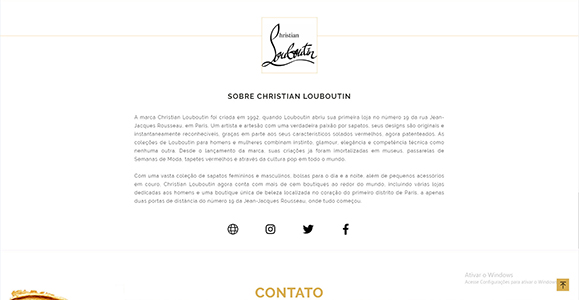 Christian
Louboutin
SOBRE CHRISTIAN LOUBOUTIN
A marca Christian Louboutin foi criada em 1992, quando Louboutin abriu sua primeira loja no número 19 da rua Jean-
Jacques Rousseau, em Paris. Um artista e artesão com uma verdadeira paixão por sapatos, seus designs são originais e
instantaneamente reconhecíveis, graças em parte aos seus característicos solados vermelhos, agora patenteados. As
coleções de Louboutin para homens e mulheres combinam instinto, glamour, elegância e competência técnica como
nenhuma outra. Desde o lançamento da marca, suas criações já foram imortalizadas em museus, passarelas de
Semanas de Moda, tapetes vermelhos e através da cultura pop em todo o mundo.
Com uma vasta coleção de sapatos femininos e masculinos, bolsas para o dia e a noite, além de pequenos acessórios
em couro, Christian Louboutin agora conta com mais de cem boutiques ao redor do mundo. Incluindo várias lojas
dedicadas aos homens e uma boutique única de beleza localizada no coração do primeiro distrito de Paris, a apenas
duas portas de distância do número 19 da Jean-Jacques Rousseau, onde tudo começou.
Ativar o Windows
Acesse Configurações para ativar o Windows
CONTATO